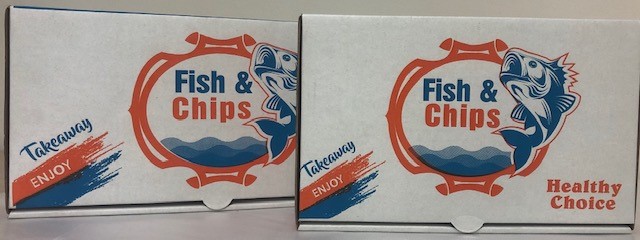 Fish &
Chips
Takeaway
ENJOY
Fish &
Chips
Takeaway
ENJOY
Healthy
Choice